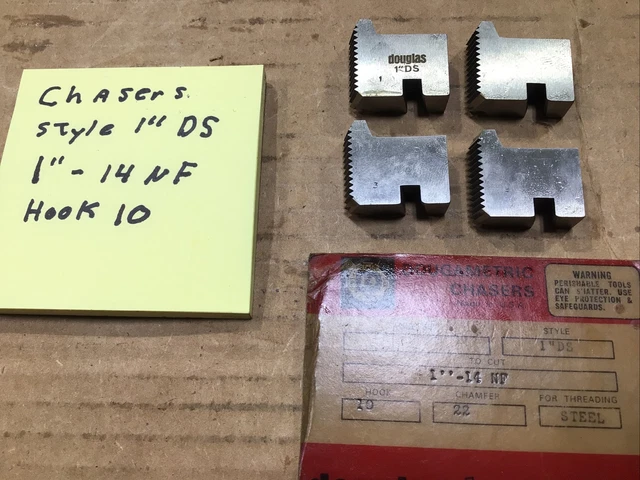 Chasers
Style 1" DS
1" - 14 NF
Hook 10
douglas
1"DS
1
CHASERS
WARNING
PERISHABLE TOOLS
CAN SHATTER. USE
EYE PROTECTION &
SAFEGUARDS.
STYLE
1"DS
TO CUT
1"-14 NF
HOOK
10
CHAMFER
22
FOR THREADING
STEEL